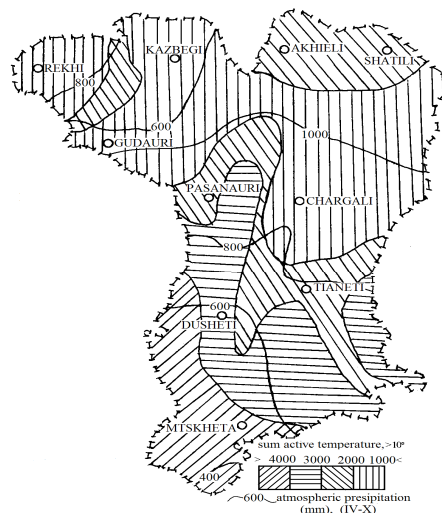 KAZBEGI
AKHIELI
SHATILI
REKHI
800
600
1000
GUDAURI
PASANAURI
CHARGALI
800
TIANETI
600
DUSHETI
MTSKHETA
sum active temperature,>10°
> 4000 3000 2000 1000<
400
600 atmospheric presipitation
(mm), (IV-X)